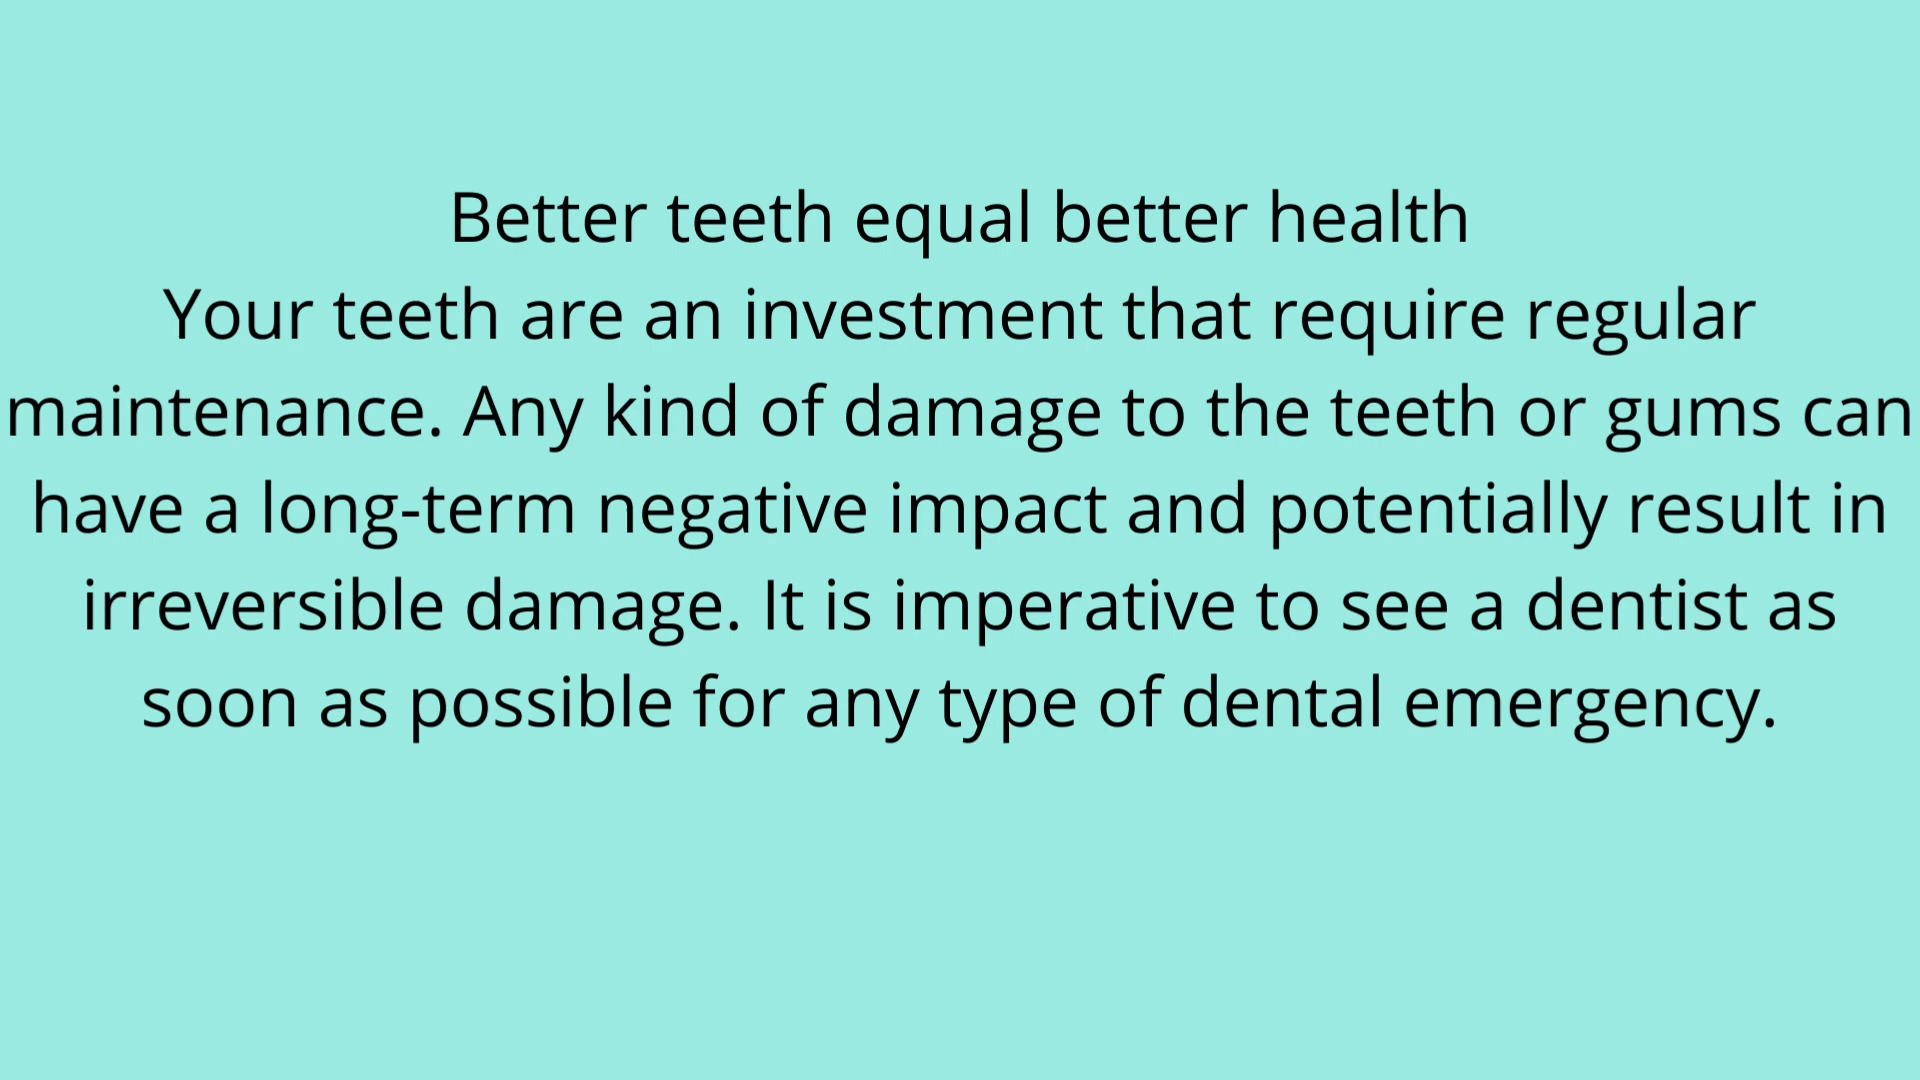 Better teeth equal better health
Your teeth are an investment that require regular
maintenance. Any kind of damage to the teeth or gums can
have a long-term negative impact and potentially result in
irreversible damage. It is imperative to see a dentist as
soon as possible for any type of dental emergency.